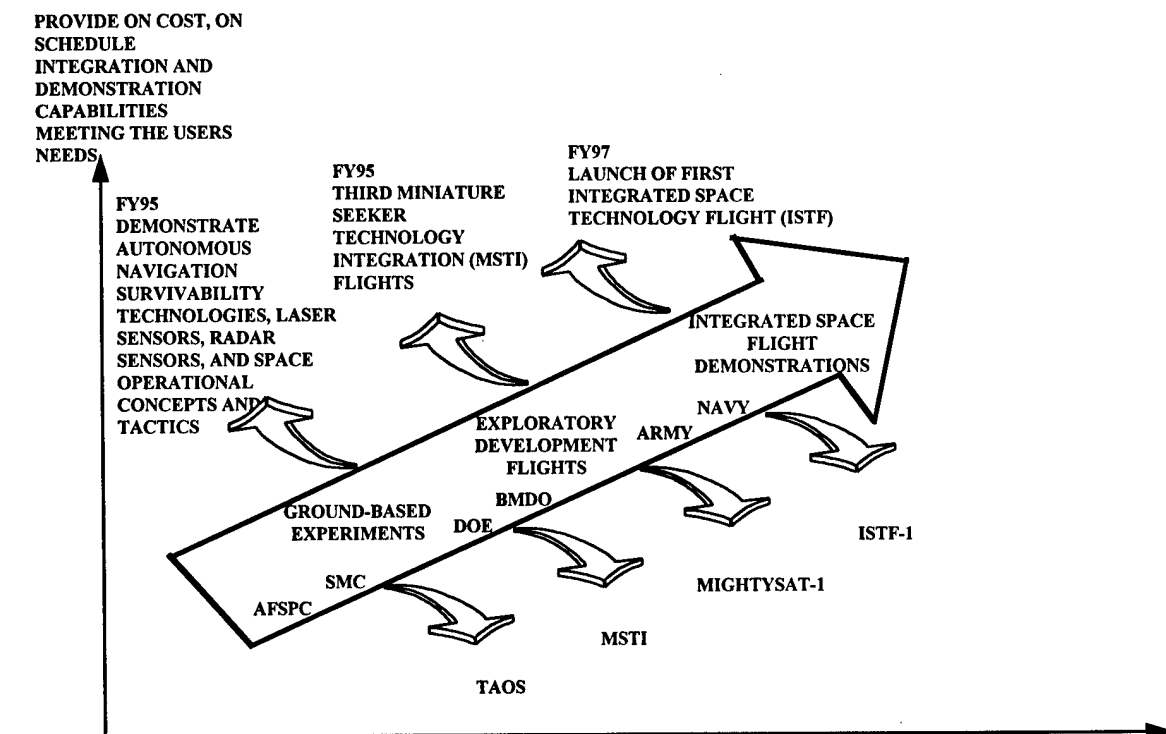 PROVIDE ON COST, ON
SCHEDULE
INTEGRATION AND
DEMONSTRATION
CAPABILITIES
MEETING THE USERS
NEEDS
FY95
DEMONSTRATE
AUTONOMOUS
NAVIGATION
SURVIVABILITY
TECHNOLOGIES, LASER
SENSORS, RADAR
SENSORS, AND SPACE
OPERATIONAL
CONCEPTS AND
TACTICS
FY95
THIRD MINIATURE
SEEKER
TECHNOLOGY
INTEGRATION (MSTI)
FLIGHTS
FY97
LAUNCH OF FIRST
INTEGRATED SPACE
TECHNOLOGY FLIGHT (ISTF)
INTEGRATED SPACE
FLIGHT
DEMONSTRATIONS
EXPLORATORY
DEVELOPMENT
FLIGHTS
GROUND-BASED
EXPERIMENTS
NAVY
ARMY
BMDO
DOE
SMC
AFSPC
ISTF-1
MIGHTYSAT-1
MSTI
TAOS